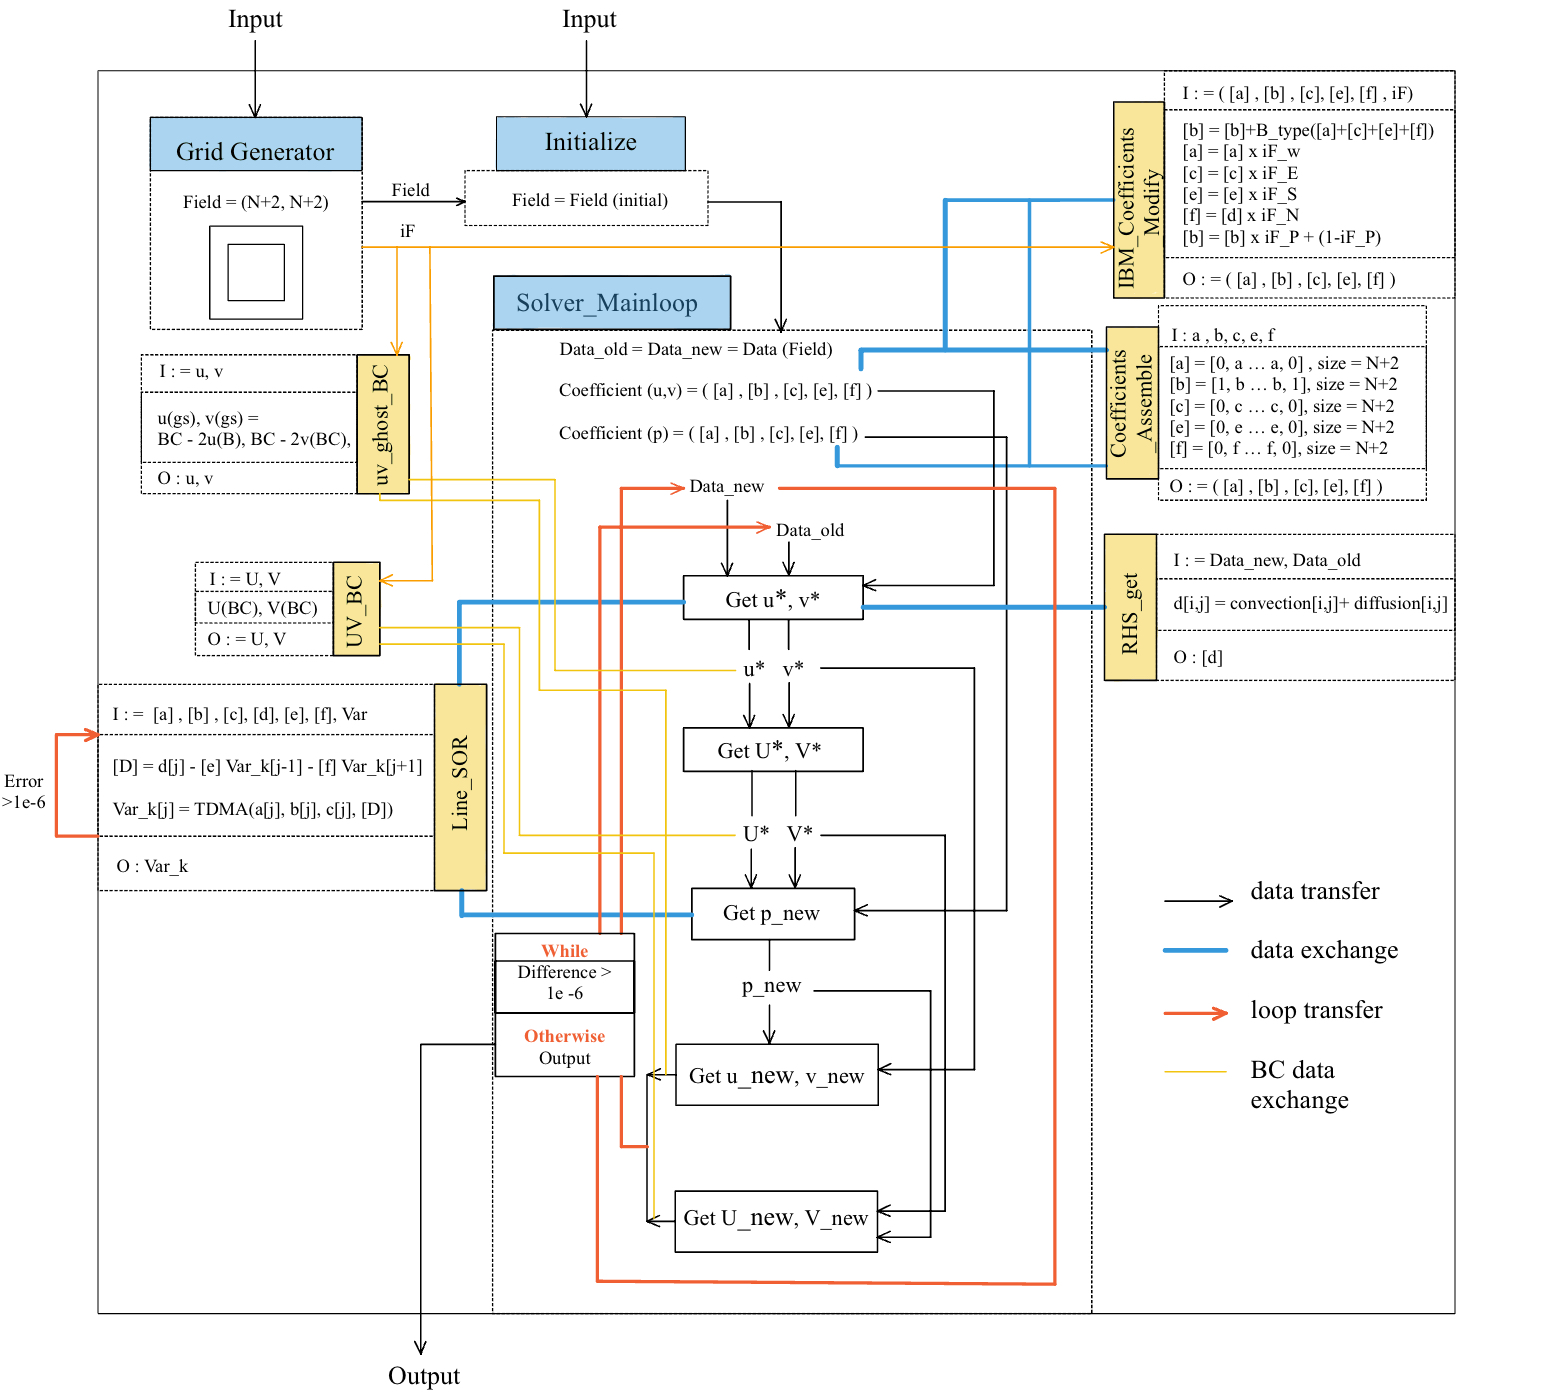 Input
Input
Grid Generator
Field = (N+2, N+2)
Field
iF
Initialize
Field = Field (initial)
IBM_Coefficients
_Modify
I : = ( [a] , [b] , [c], [e], [f] , iF)
[b] = [b]+B_type([a]+[c]+[e]+[f])
[a] = [a] x iF_w
[c] = [c] x iF_E
[e] = [e] x iF_S
[f] = [d] x iF_N
[b] = [b] x iF_P + (1-iF_P)
O : = ( [a] , [b] , [c], [e], [f] )
Coefficients
_Assemble
I : a , b, c, e, f
[a] = [0, a … a, 0] , size = N+2
[b] = [1, b … b, 1], size = N+2
[c] = [0, c … c, 0], size = N+2
[e] = [0, e … e, 0], size = N+2
[f] = [0, f … f, 0], size = N+2
O : = ( [a] , [b] , [c], [e], [f] )
Solver_Mainloop
Data_old = Data_new = Data (Field)
Coefficient (u,v) = ( [a] , [b] , [c], [e], [f] )
Coefficient (p) = ( [a] , [b] , [c], [e], [f] )
Data_new
Data_old
uv_ghost_BC
I : = u, v
u(gs), v(gs) =
BC - 2u(B), BC - 2v(BC),
O : u, v
UV_BC
I : = U, V
U(BC), V(BC)
O : = U, V
RHS_get
I : = Data_new, Data_old
d[i,j] = convection[i,j]+ diffusion[i,j]
O : [d]
Line_SOR
I : = [a] , [b] , [c], [d], [e], [f], Var
[D] = d[j] - [e] Var_k[j-1] - [f] Var_k[j+1]
Var_k[j] = TDMA(a[j], b[j], c[j], [D])
O : Var_k
Error
>1e-6
Get u*, v*
u* v*
Get U*, V*
U* V*
Get p_new
p_new
Get u_new, v_new
Get U_new, V_new
While
Difference >
1e -6
Otherwise
Output
Output
data transfer
data exchange
loop transfer
BC data
exchange